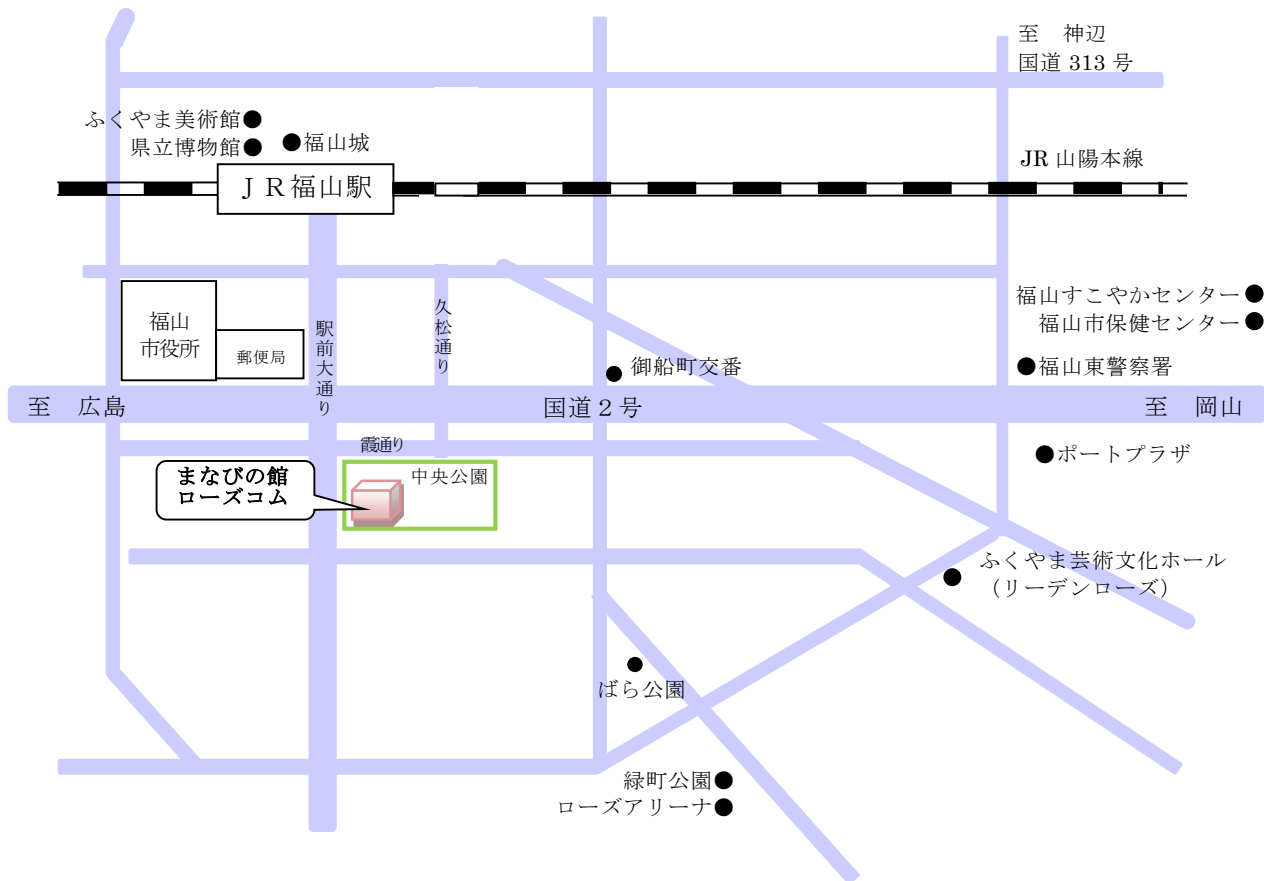 至　神辺
国道 313 号
ふくやま美術館●
県立博物館●
●福山城
JR 山陽本線
ＪＲ福山駅
福山すこやかセンター●
福山市保健センター●
久松通り
福山
市役所
郵便局
駅前大通り
御船町交番
●福山東警察署
至　広島
国道２号
至　岡山
霞通り
●ポートプラザ
まなびの館
ローズコム
中央公園
ふくやま芸術文化ホール
（リーデンローズ）
ばら公園
緑町公園●
ローズアリーナ●